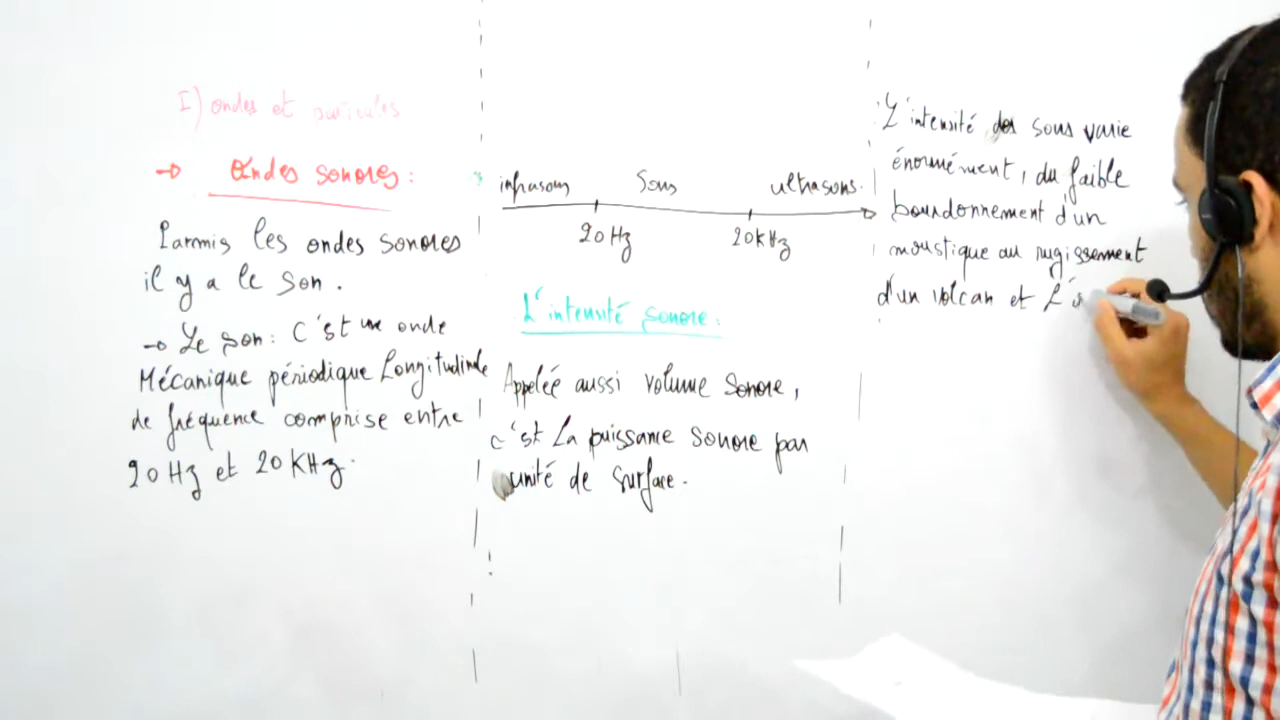 I) ondes et particules
→ Ondes sonores :
Parmis les ondes sonores
il y a le son .
→ Le son : C'st une onde
Mécanique périodique Longitudinale
de fréquence comprise entre
20 Hz et 20 KHz.
infrasons Sons ultrasons.
20 Hz 20 kHz
L'intensité sonore :
Appelée aussi volume Sonore ,
c'st La puissance Sonore par
unité de Surface .
L'intensité des sons varie
énormément , du faible
bourdonnement d'un
moustique au rugissement
d'un volcan et L'